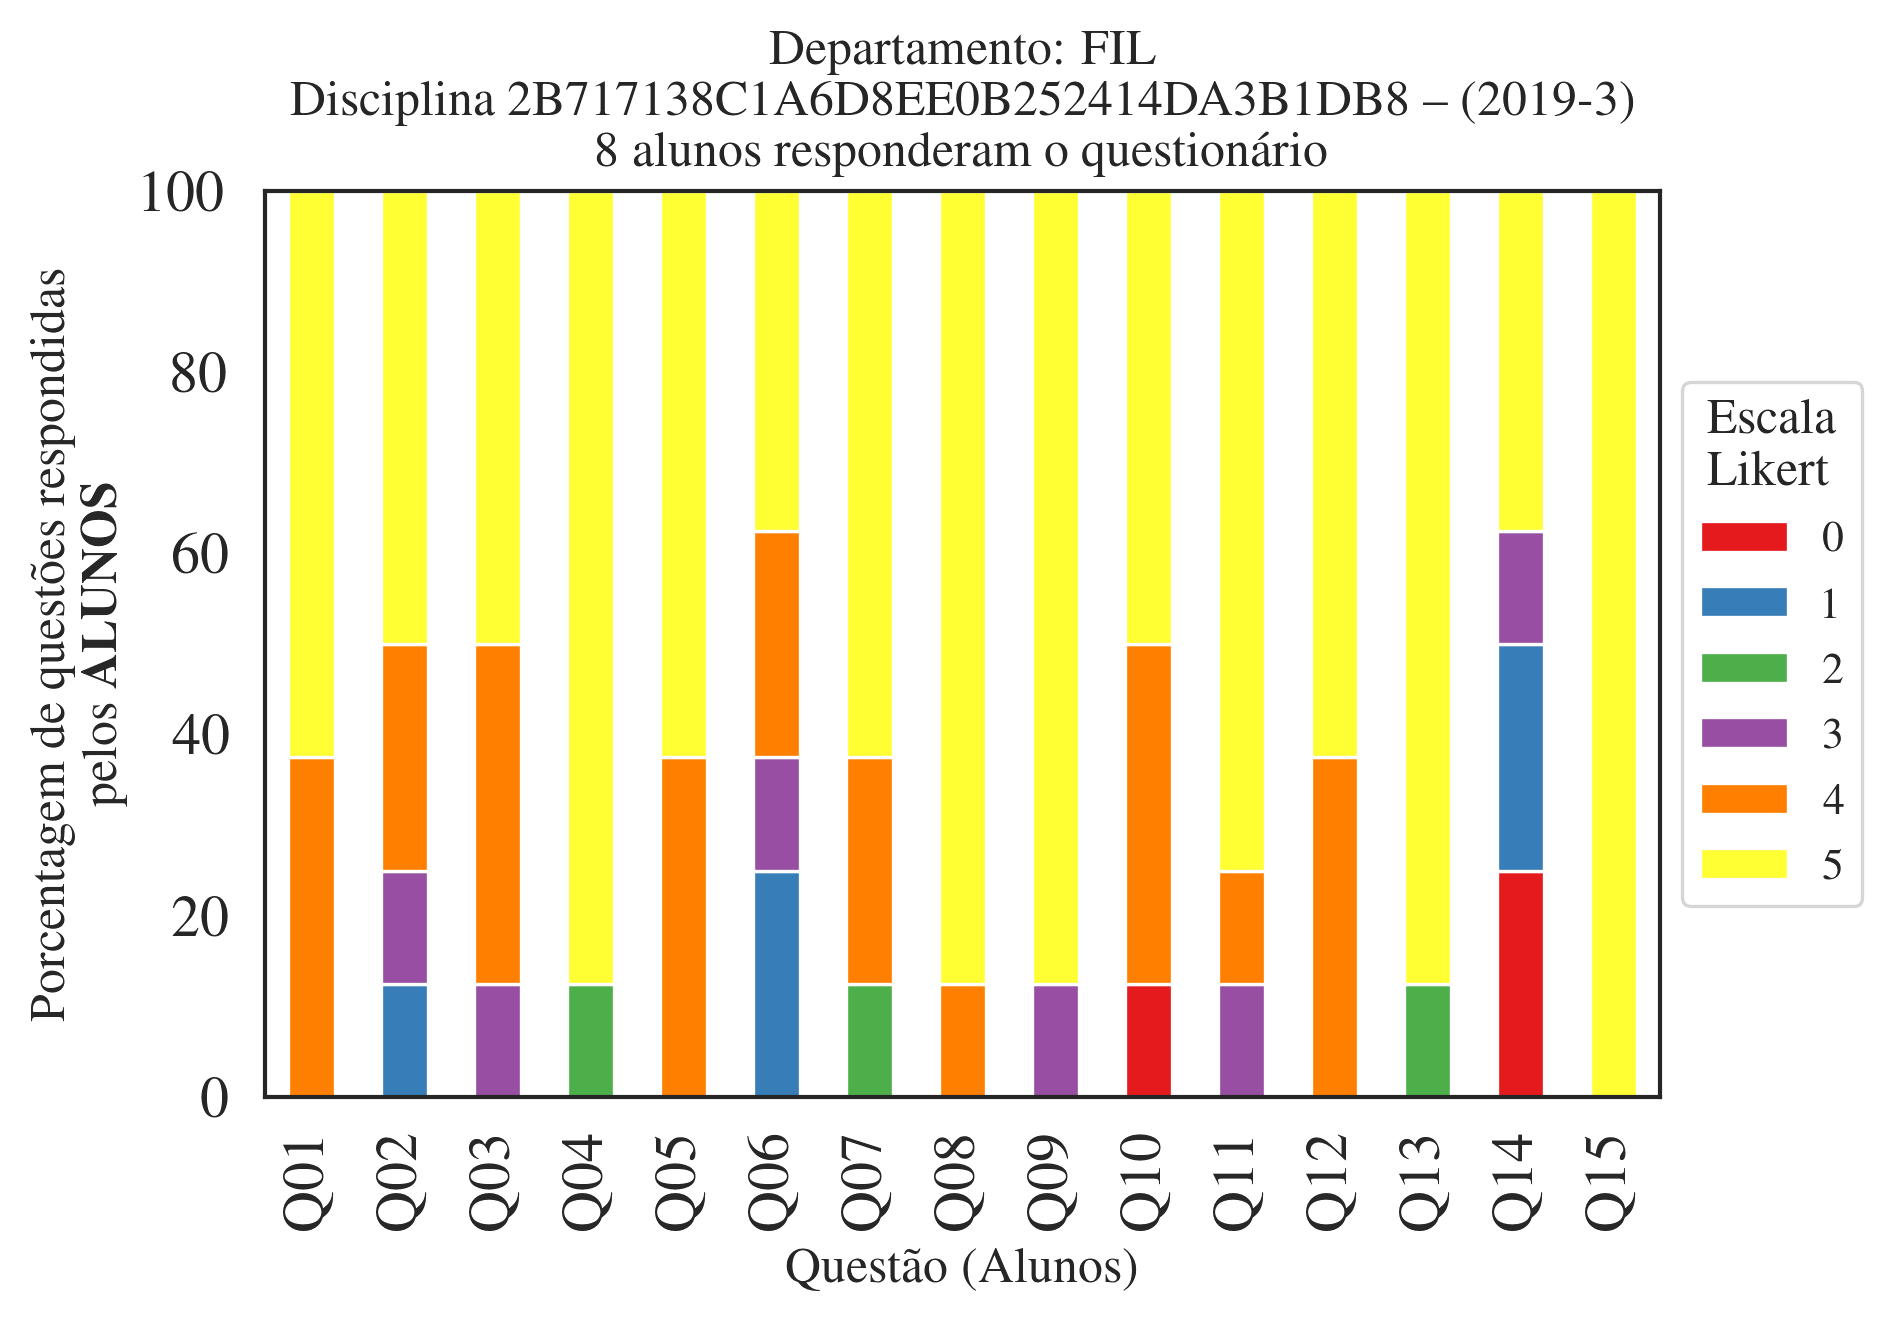 Departamento: FIL
Disciplina 2B717138C1A6D8EE0B252414DA3B1DB8 – (2019-3)
8 alunos responderam o questionário
Porcentagem de questões respondidas
pelos ALUNOS
100
80
60
40
20
0
Q01
Q02
Q03
Q04
Q05
Q06
Q07
Q08
Q09
Q10
Q11
Q12
Q13
Q14
Q15
Questão (Alunos)
Escala
Likert
0
1
2
3
4
5